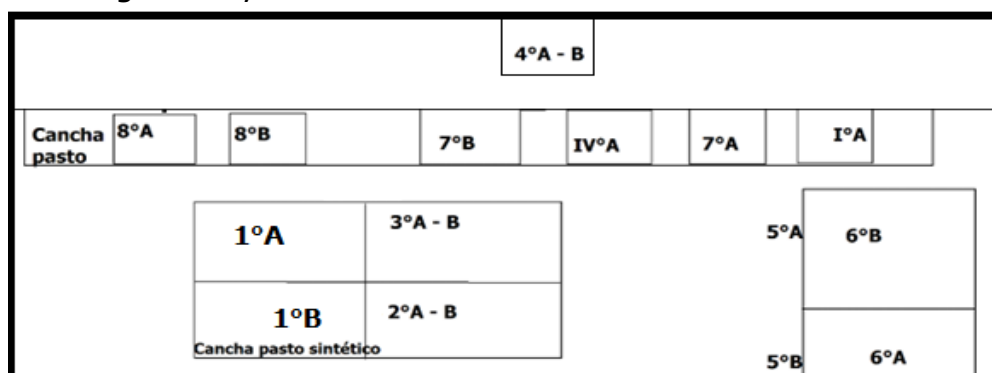 4°A - B
Cancha pasto
8°A
8°B
7°B
IV°A
7°A
I°A
1°A
3°A - B
5°A
6°B
1°B
2°A - B
Cancha pasto sintético
5°B
6°A